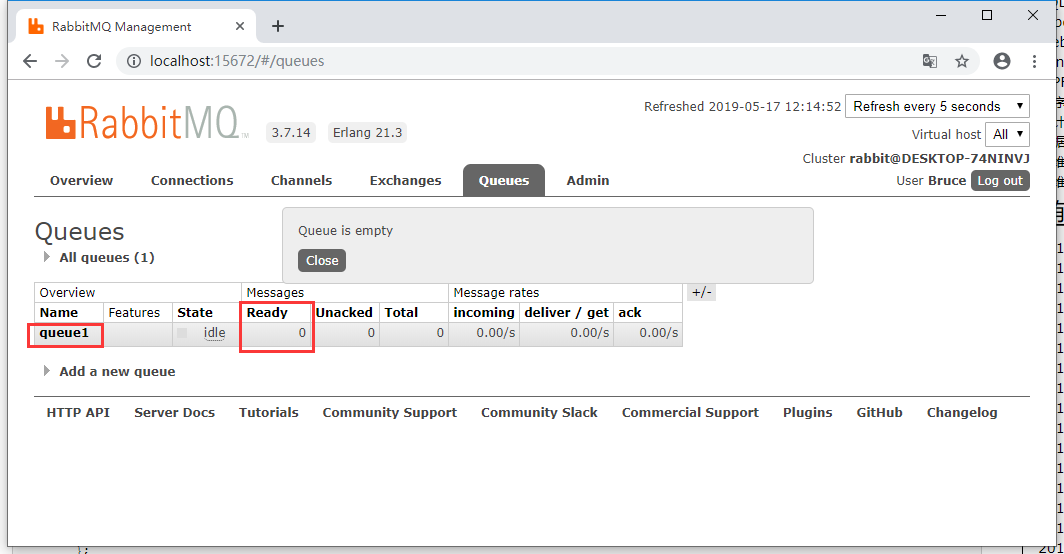 RabbitMQ Management
localhost:15672/#/queues
RabbitMQ TM 3.7.14 Erlang 21.3
Refreshed 2019-05-17 12:14:52 Refresh every 5 seconds
Virtual host All
Cluster rabbit@DESKTOP-74NINVJ
User Bruce Log out
Overview Connections Channels Exchanges Queues Admin
Queues
All queues (1)
Queue is empty
Close
Overview Messages Message rates +/-
Name Features State Ready Unacked Total incoming deliver / get ack
queue1 idle 0 0 0 0.00/s 0.00/s 0.00/s
Add a new queue
HTTP API Server Docs Tutorials Community Support Community Slack Commercial Support Plugins GitHub Changelog
};
201